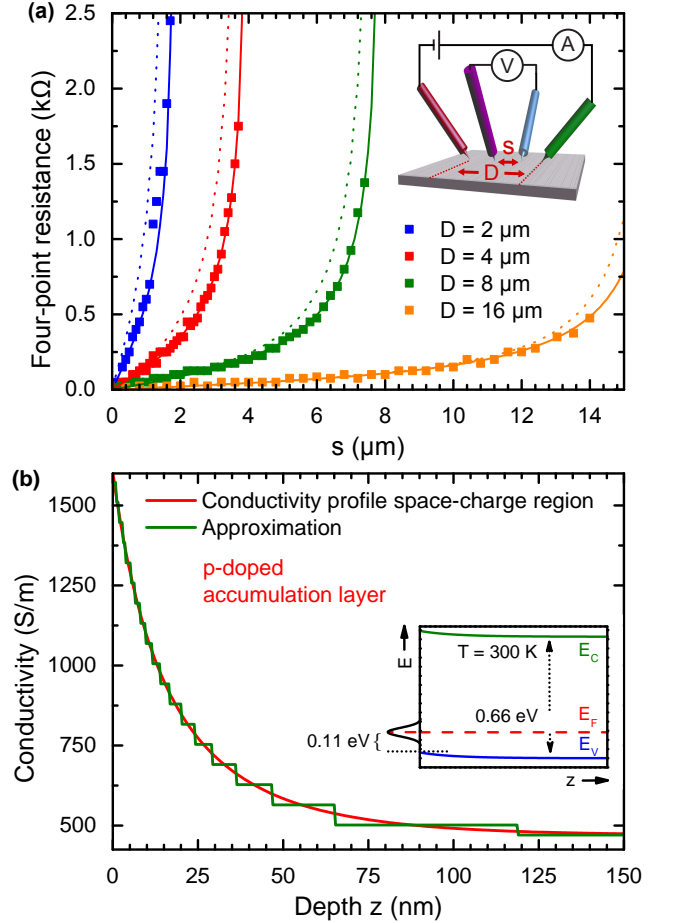 (a)
2.5
2.0
1.5
1.0
0.5
0.0
Four-point resistance (kΩ)
A
V
s
D
D = 2 µm
D = 4 µm
D = 8 µm
D = 16 µm
0 2 4 6 8 10 12 14
s (µm)
(b)
1500
1250
1000
750
500
Conductivity (S/m)
Conductivity profile space-charge region
Approximation
p-doped
accumulation layer
E
T = 300 K
E_C
0.66 eV
E_F
0.11 eV {
E_V
z
0 25 50 75 100 125 150
Depth z (nm)